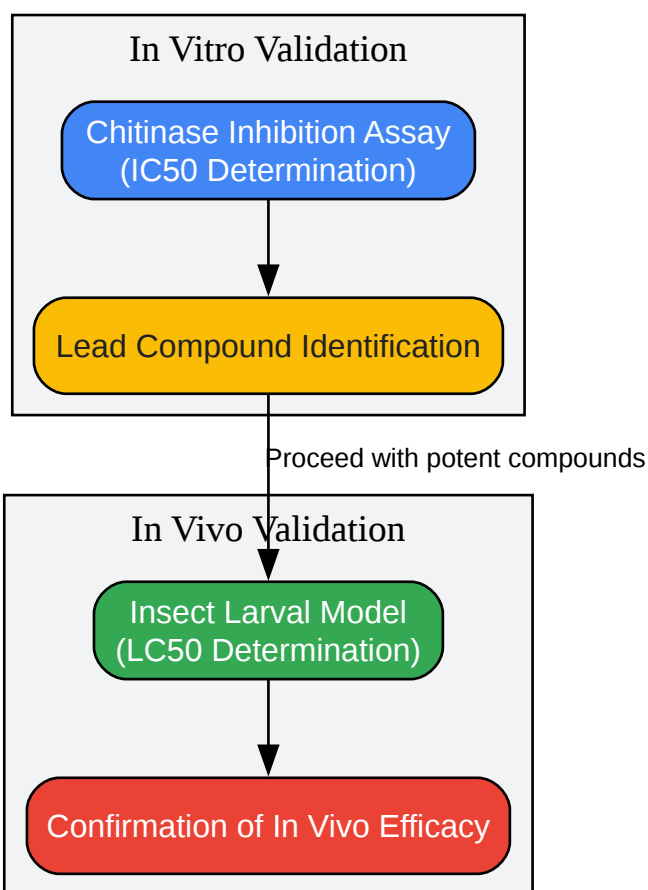 In Vitro Validation
Chitinase Inhibition Assay
(IC50 Determination)
Lead Compound Identification
Proceed with potent compounds
In Vivo Validation
Insect Larval Model
(LC50 Determination)
Confirmation of In Vivo Efficacy